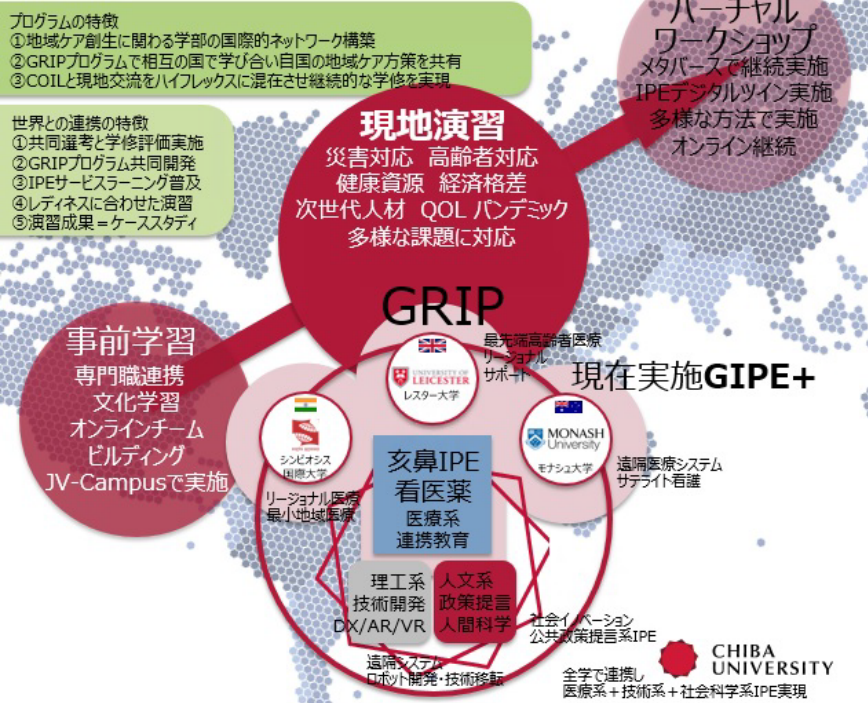 プログラムの特徴
①地域ケア創生に関わる学部の国際的ネットワーク構築
②GRIPプログラムで相互の国で学び合い自国の地域ケア方策を共有
③COILと現地交流をハイフレックスに混在させ継続的な学修を実現
世界との連携の特徴
①共同選考と学修評価実施
②GRIPプログラム共同開発
③IPEサービスラーニング普及
④レディネスに合わせた演習
⑤演習成果＝ケーススタディ
バーチャル
ワークショップ
メタバースで継続実施
IPEデジタルツイン実施
多様な方法で実施
オンライン継続
現地演習
災害対応 高齢者対応
健康資源 経済格差
次世代人材 QOL パンデミック
多様な課題に対応
事前学習
専門職連携
文化学習
オンラインチーム
ビルディング
JV-Campusで実施
GRIP
最先端高齢者医療
リージョナル
サポート
現在実施GIPE+
UNIVERSITY OF
LEICESTER
レスター大学
シンビオシス
国際大学
リージョナル医療
最小地域医療
MONASH
University
モナシュ大学
遠隔医療システム
サテライト看護
亥鼻IPE
看医薬
医療系
連携教育
理工系
技術開発
DX/AR/VR
人文系
政策提言
人間科学
遠隔システム
ロボット開発・技術移転
社会イノベーション
公共政策提言系IPE
CHIBA
UNIVERSITY
全学で連携し
医療系＋技術系＋社会科学系IPE実現